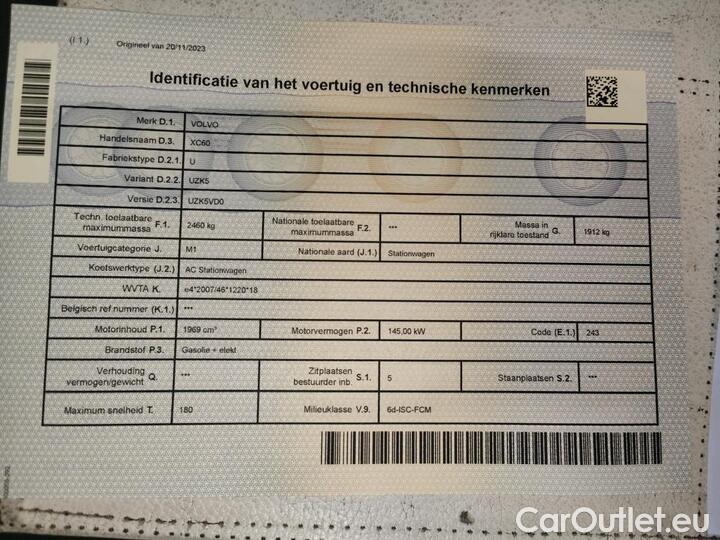 (I.1.)
Origineel van 20/11/2023
Identificatie van het voertuig en technische kenmerken
Merk D.1. VOLVO
Handelsnaam D.3. XC60
Fabriekstype D.2.1. U
Variant D.2.2. UZK5
Versie D.2.3. UZK5VD0
Techn. toelaatbare maximummassa F.1. 2460 kg Nationale toelaatbare maximummassa F.2. *** Massa in rijklare toestand G. 1912 kg
Voertuigcategorie J. M1 Nationale aard (J.1.) Stationwagen
Koetswerktype (J.2.) AC Stationwagen
WVTA K. e4*2007/46*1220*18
Belgisch ref.nummer (K.1.) ***
Motorinhoud P.1. 1969 cm³ Motorvermogen P.2. 145,00 kW Code (E.1.) 243
Brandstof P.3. Gasolie + elekt
Verhouding vermogen/gewicht Q. *** Zitplaatsen bestuurder inb. S.1. 5 Staanplaatsen S.2. ***
Maximum snelheid T. 180 Milieuklasse V.9. 6d-ISC-FCM
CarOutlet.eu